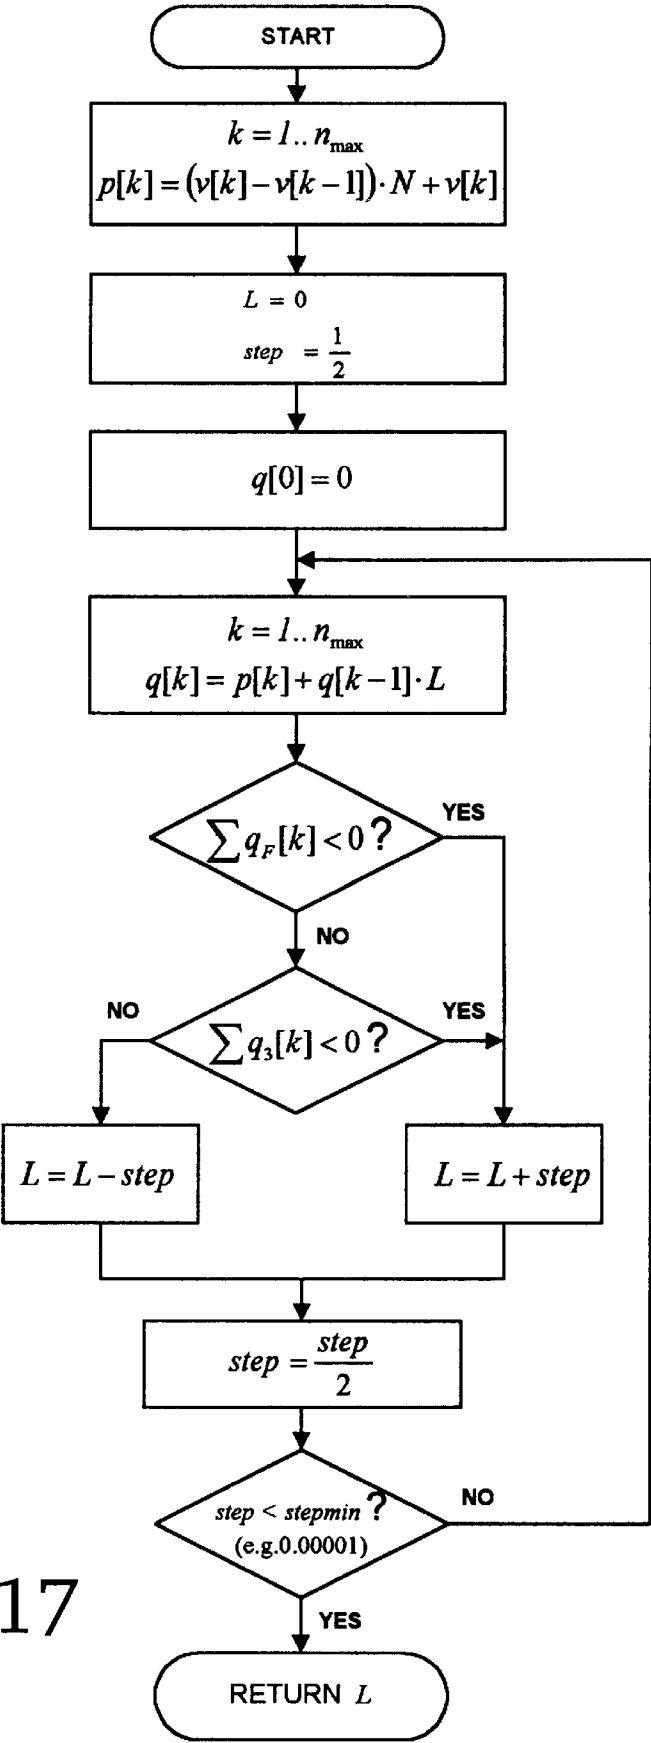 START
k = 1.. n_max
p[k] = (v[k] − v[k − 1])·N + v[k]
L = 0
step = 1/2
q[0] = 0
k = 1.. n_max
q[k] = p[k] + q[k − 1]·L
∑ q_F[k] < 0 ?
YES
NO
∑ q_3[k] < 0 ?
NO
YES
L = L − step
L = L + step
step = step/2
step < stepmin ?
(e.g.0.00001)
NO
YES
17
RETURN L